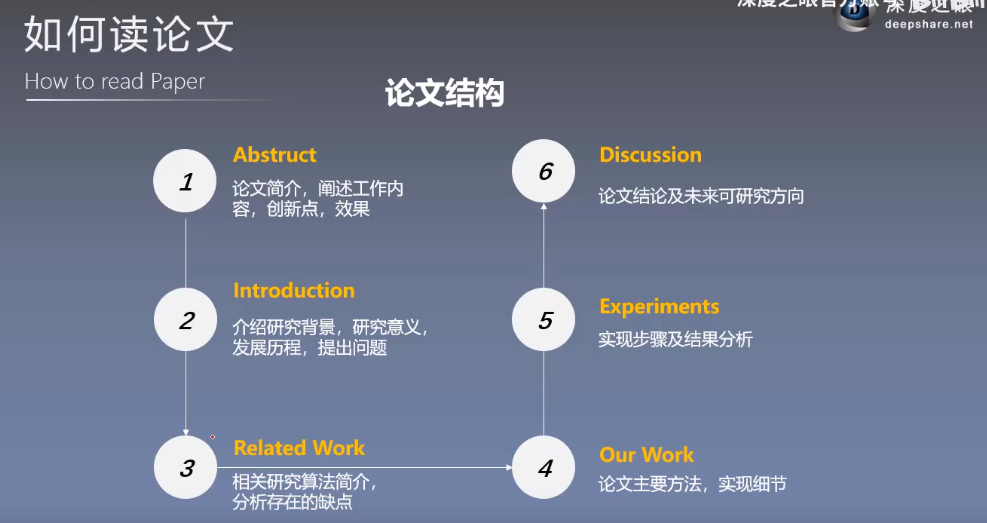 如何读论文
How to read Paper
深度之眼官方账号
深度之眼
deepshare.net
论文结构
1
Abstruct
论文简介，阐述工作内
容，创新点，效果
2
Introduction
介绍研究背景，研究意义，
发展历程，提出问题
3
Related Work
相关研究算法简介，
分析存在的缺点
4
Our Work
论文主要方法，实现细节
5
Experiments
实现步骤及结果分析
6
Discussion
论文结论及未来可研究方向